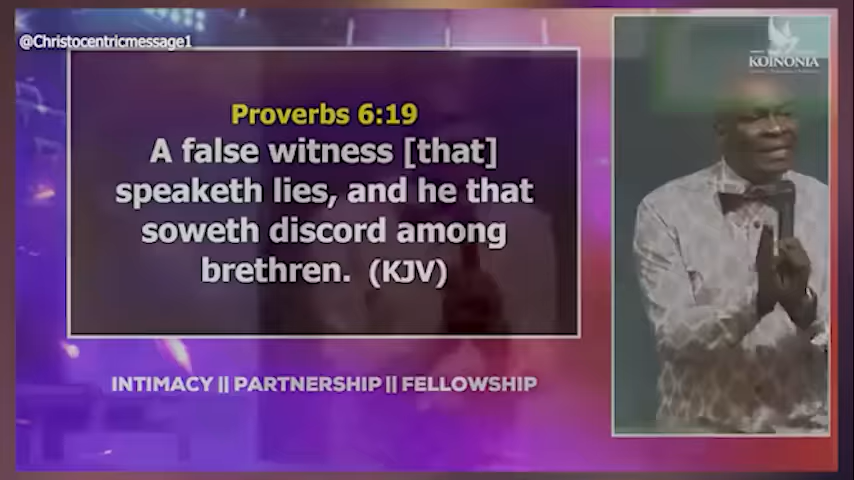 @Christocentricmessage1
KOINONIA
Proverbs 6:19
A false witness [that]
speaketh lies, and he that
soweth discord among
brethren. (KJV)
INTIMACY || PARTNERSHIP || FELLOWSHIP